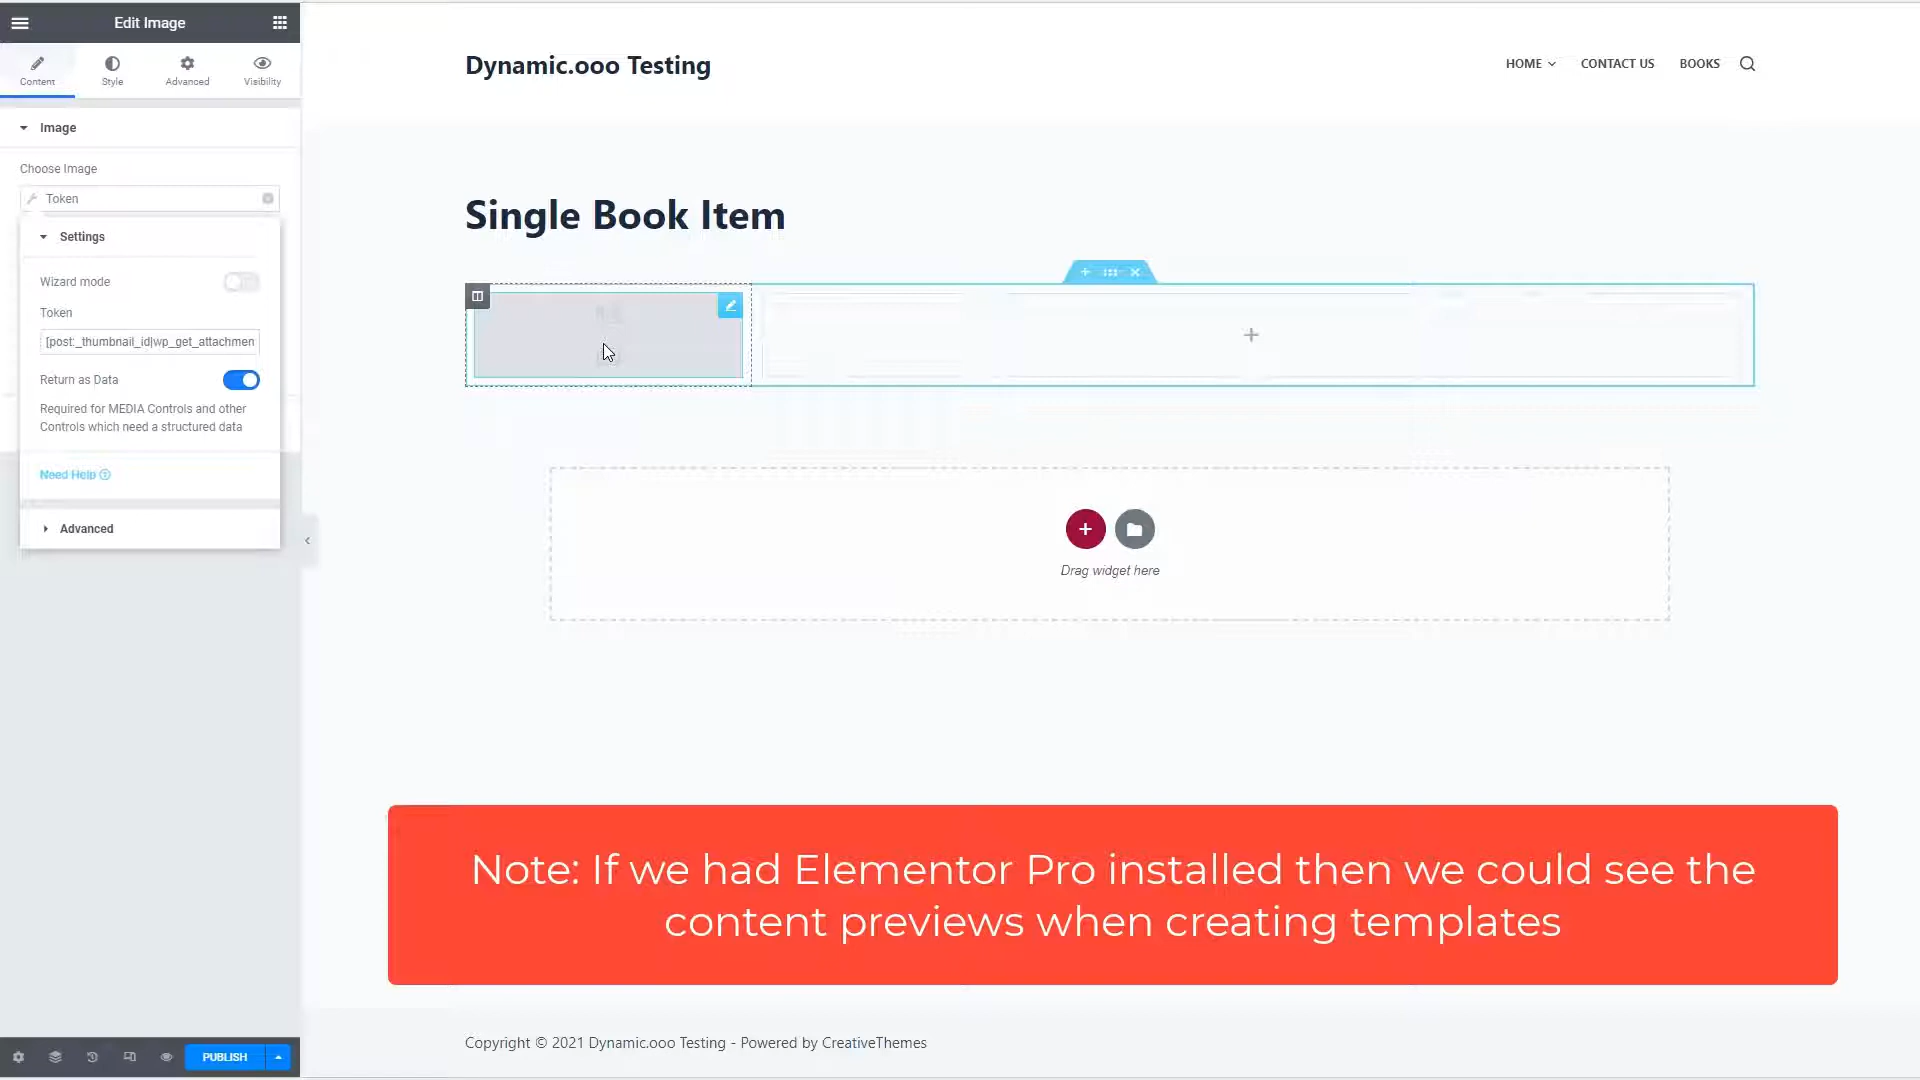 Edit Image
Content
Style
Advanced
Visibility
Image
Choose Image
Token
Settings
Wizard mode
Token
[post:_thumbnail_id|wp_get_attachmen
Return as Data
Required for MEDIA Controls and other
Controls which need a structured data
Need Help
Advanced
PUBLISH
Dynamic.ooo Testing
HOME
CONTACT US
BOOKS
Single Book Item
Drag widget here
Note: If we had Elementor Pro installed then we could see the
content previews when creating templates
Copyright © 2021 Dynamic.ooo Testing - Powered by CreativeThemes